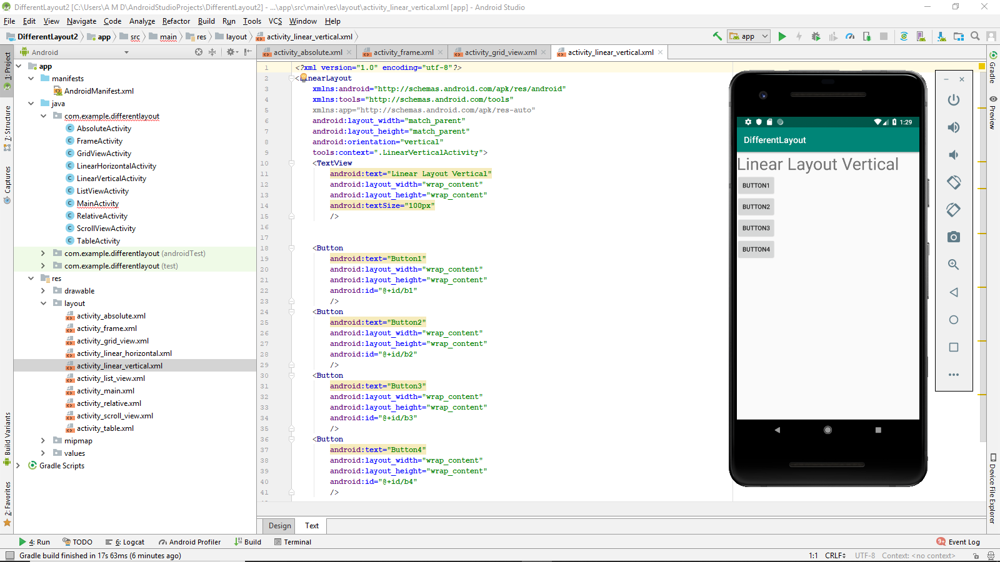 DifferentLayout2 [C:\Users\A M D\AndroidStudioProjects\DifferentLayout2] - ...\app\src\main\res\layout\activity_linear_vertical.xml [app] - Android Studio
File Edit View Navigate Code Analyze Refactor Build Run Tools VCS Window Help
DifferentLayout2 app src main res layout activity_linear_vertical.xml
app
Android
activity_absolute.xml activity_frame.xml activity_grid_view.xml activity_linear_vertical.xml
1: Project
7: Structure
Captures
Build Variants
2: Favorites
app
manifests
AndroidManifest.xml
java
com.example.differentlayout
AbsoluteActivity
FrameActivity
GridViewActivity
LinearHorizontalActivity
LinearVerticalActivity
ListViewActivity
MainActivity
RelativeActivity
ScrollViewActivity
TableActivity
com.example.differentlayout (androidTest)
com.example.differentlayout (test)
res
drawable
layout
activity_absolute.xml
activity_frame.xml
activity_grid_view.xml
activity_linear_horizontal.xml
activity_linear_vertical.xml
activity_list_view.xml
activity_main.xml
activity_relative.xml
activity_scroll_view.xml
activity_table.xml
mipmap
values
Gradle Scripts
1 <?xml version="1.0" encoding="utf-8"?>
2 <LinearLayout
3 xmlns:android="http://schemas.android.com/apk/res/android"
4 xmlns:tools="http://schemas.android.com/tools"
5 xmlns:app="http://schemas.android.com/apk/res-auto"
6 android:layout_width="match_parent"
7 android:layout_height="match_parent"
8 android:orientation="vertical"
9 tools:context=".LinearVerticalActivity">
10 <TextView
11 android:text="Linear Layout Vertical"
12 android:layout_width="wrap_content"
13 android:layout_height="wrap_content"
14 android:textSize="100px"
15 />
16
17
18 <Button
19 android:text="Button1"
20 android:layout_width="wrap_content"
21 android:layout_height="wrap_content"
22 android:id="@+id/b1"
23 />
24 <Button
25 android:text="Button2"
26 android:layout_width="wrap_content"
27 android:layout_height="wrap_content"
28 android:id="@+id/b2"
29 />
30 <Button
31 android:text="Button3"
32 android:layout_width="wrap_content"
33 android:layout_height="wrap_content"
34 android:id="@+id/b3"
35 />
36 <Button
37 android:text="Button4"
38 android:layout_width="wrap_content"
39 android:layout_height="wrap_content"
40 android:id="@+id/b4"
41 />
1:29
DifferentLayout
Linear Layout Vertical
BUTTON1
BUTTON2
BUTTON3
BUTTON4
Gradle
Preview
Device File Explorer
Design Text
4: Run TODO 6: Logcat Android Profiler Build Terminal
9+ Event Log
Gradle build finished in 17s 63ms (6 minutes ago)
1:1 CRLF UTF-8 Context: <no context>